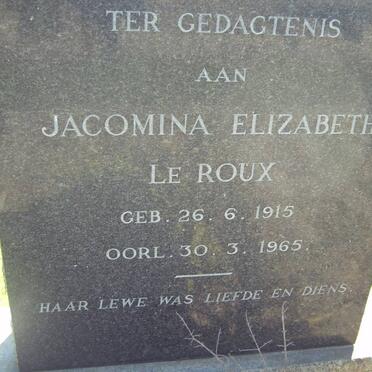 TER GEDAGTENIS
AAN
JACOMINA ELIZABETH
LE ROUX
GEB. 26. 6. 1915
OORL. 30. 3. 1965.
HAAR LEWE WAS LIEFDE EN DIENS.